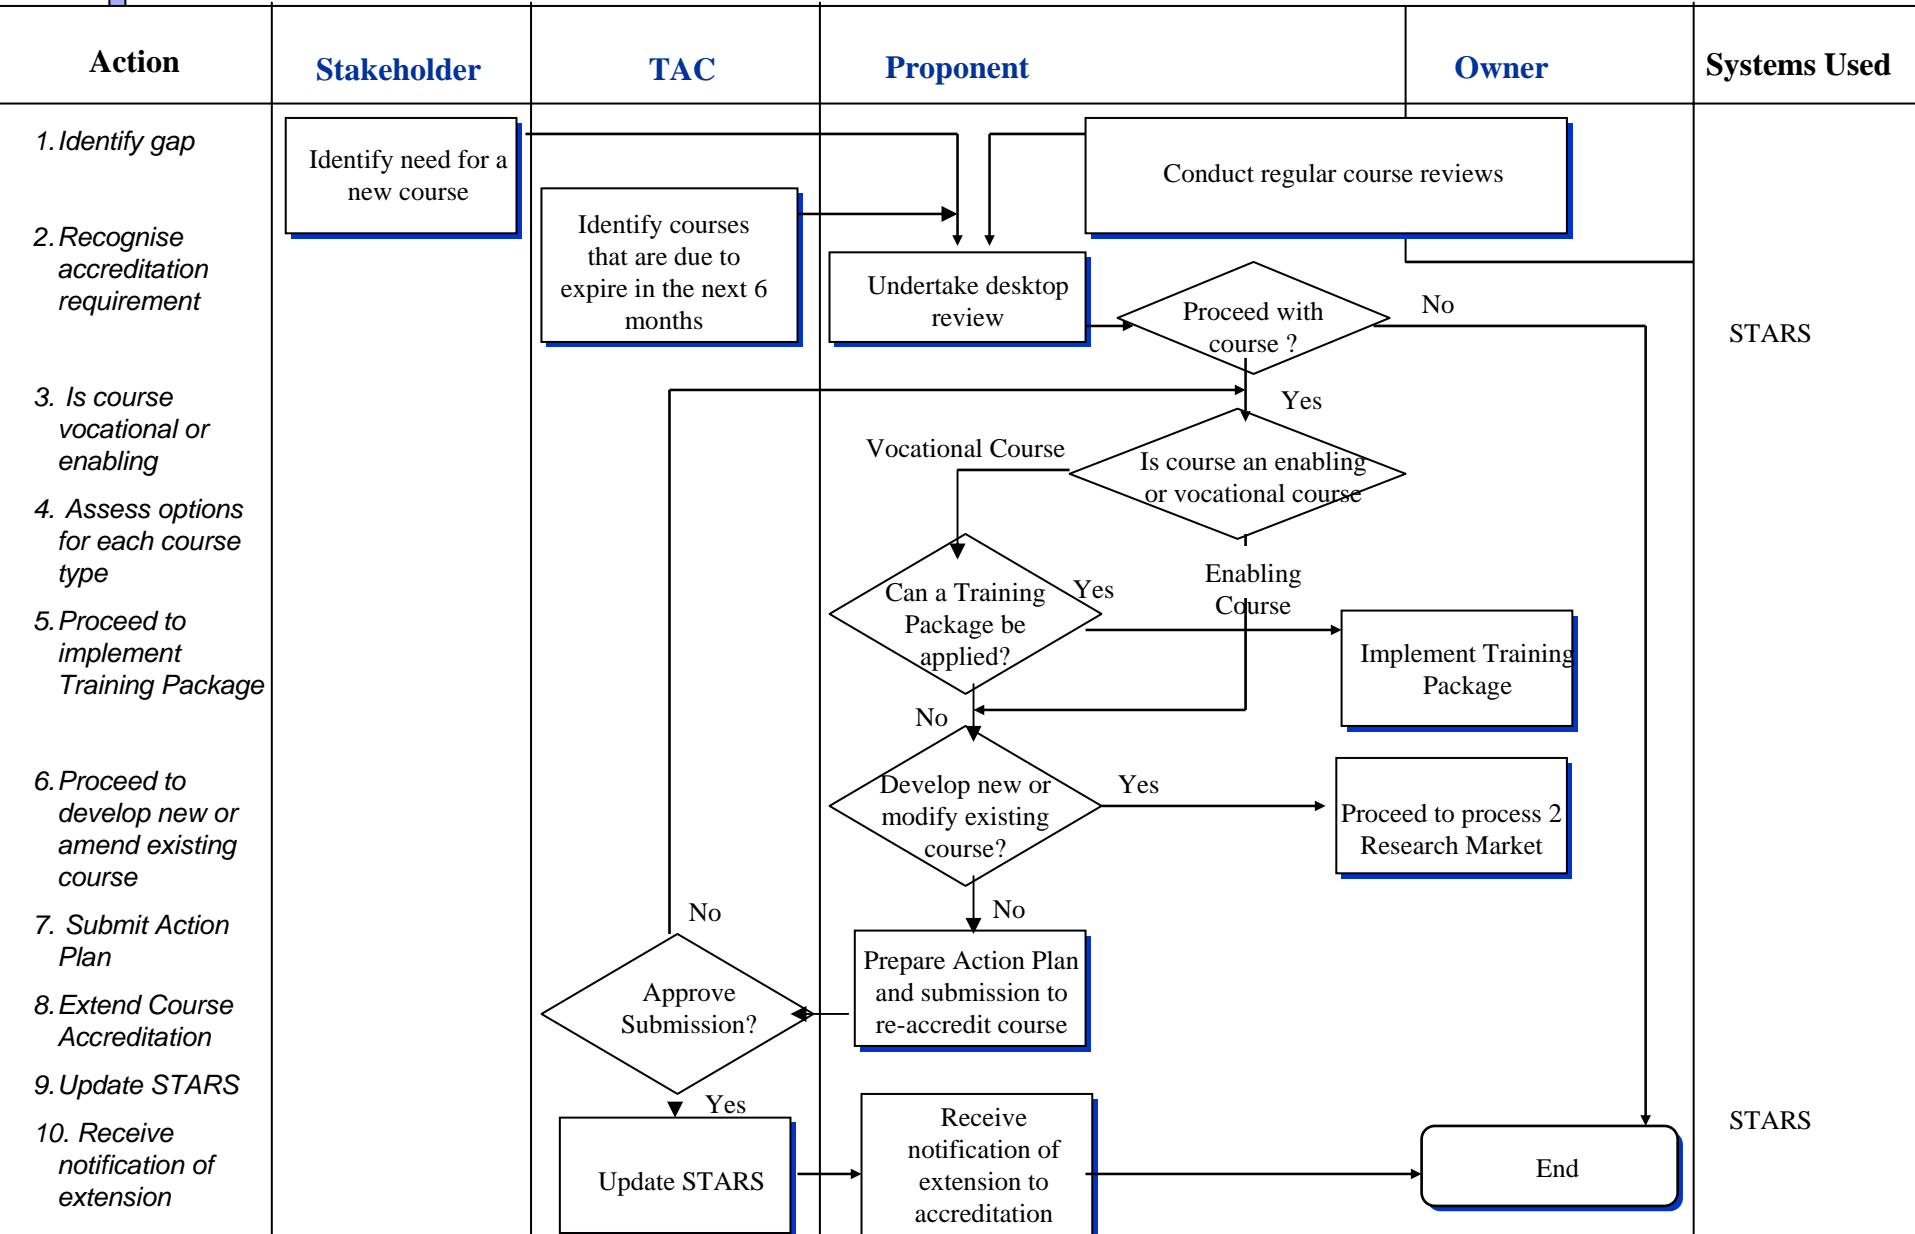 Action
Stakeholder
TAC
Proponent
Owner
Systems Used
1. Identify gap
2. Recognise
accreditation
requirement
3. Is course
vocational or
enabling
4. Assess options
for each course
type
5. Proceed to
implement
Training Package
6. Proceed to
develop new or
amend existing
course
7. Submit Action
Plan
8. Extend Course
Accreditation
9. Update STARS
10. Receive
notification of
extension
Identify need for a
new course
Identify courses
that are due to
expire in the next 6
months
Conduct regular course reviews
Undertake desktop
review
Proceed with
course ?
No
STARS
Yes
Vocational Course
Is course an enabling
or vocational course
Can a Training
Package be
applied?
Yes
Enabling
Course
Implement Training
Package
No
Develop new or
modify existing
course?
Yes
Proceed to process 2
Research Market
No
No
Prepare Action Plan
and submission to
re-accredit course
Approve
Submission?
Yes
Update STARS
Receive
notification of
extension to
accreditation
End
STARS